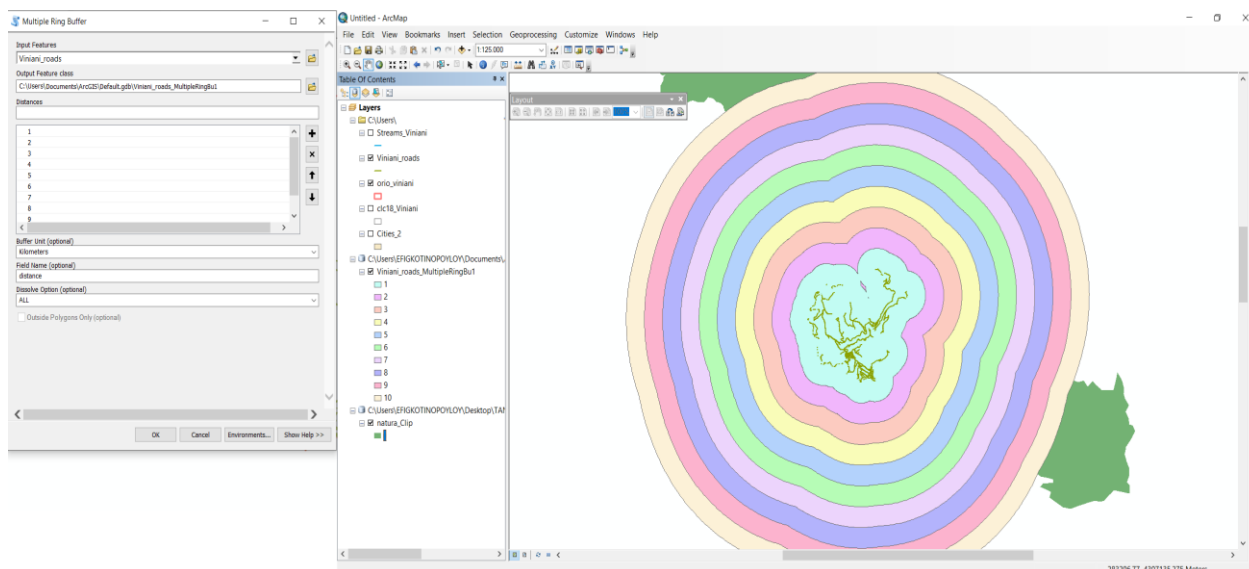 Multiple Ring Buffer
Input Features
Viniani_roads
Output Feature class
C:\Users\Documents\ArcGIS\Default.gdb\Viniani_roads_MultipleRingBu1
Distances
1
2
3
4
5
6
7
8
9
Buffer Unit (optional)
Kilometers
Field Name (optional)
distance
Dissolve Option (optional)
ALL
Outside Polygons Only (optional)
OK Cancel Environments... Show Help >>
Untitled - ArcMap
File Edit View Bookmarks Insert Selection Geoprocessing Customize Windows Help
1:125.000
Table Of Contents
Layout
Layers
C:\Users\
Streams_Viniani
Viniani_roads
orio_viniani
clc18_Viniani
Cities_2
C:\Users\EFIGKOTINOPOYLOY\Documents\
Viniani_roads_MultipleRingBu1
1
2
3
4
5
6
7
8
9
10
C:\Users\EFIGKOTINOPOYLOY\Desktop\
natura_Clip